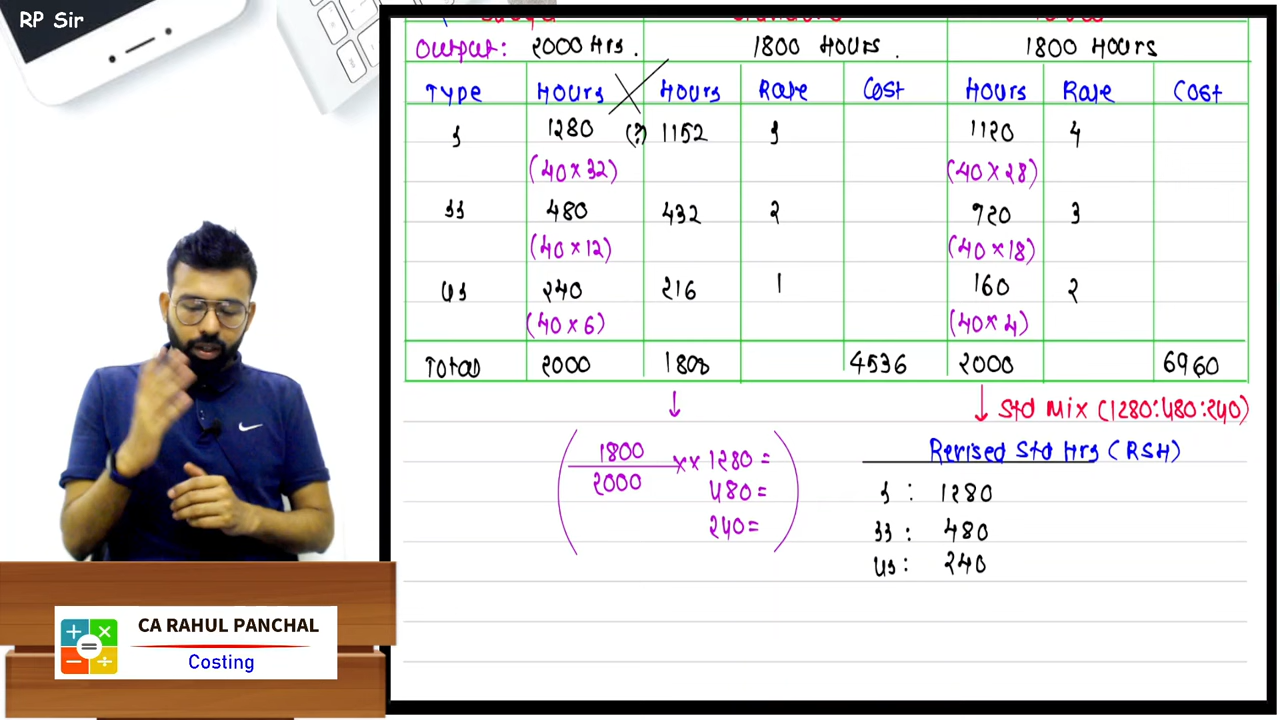 RP Sir
Output: 2000 Hrs. 1800 Hours. 1800 Hours
Type Hours Hours Rate Cost Hours Rate Cost
S 1280 (?) 1152 3 1120 4
(40×32) (40×28)
SS 480 432 2 720 3
(40×12) (40×18)
US 240 216 1 160 2
(40×6) (40×4)
Total 2000 1800 4536 2000 6960
↓ ↓ Std Mix (1280:480:240)
1800
2000
×× 1280 =
480 =
240 =
Revised Std Hrs (RSH)
S : 1280
SS : 480
US : 240
CA RAHUL PANCHAL
Costing